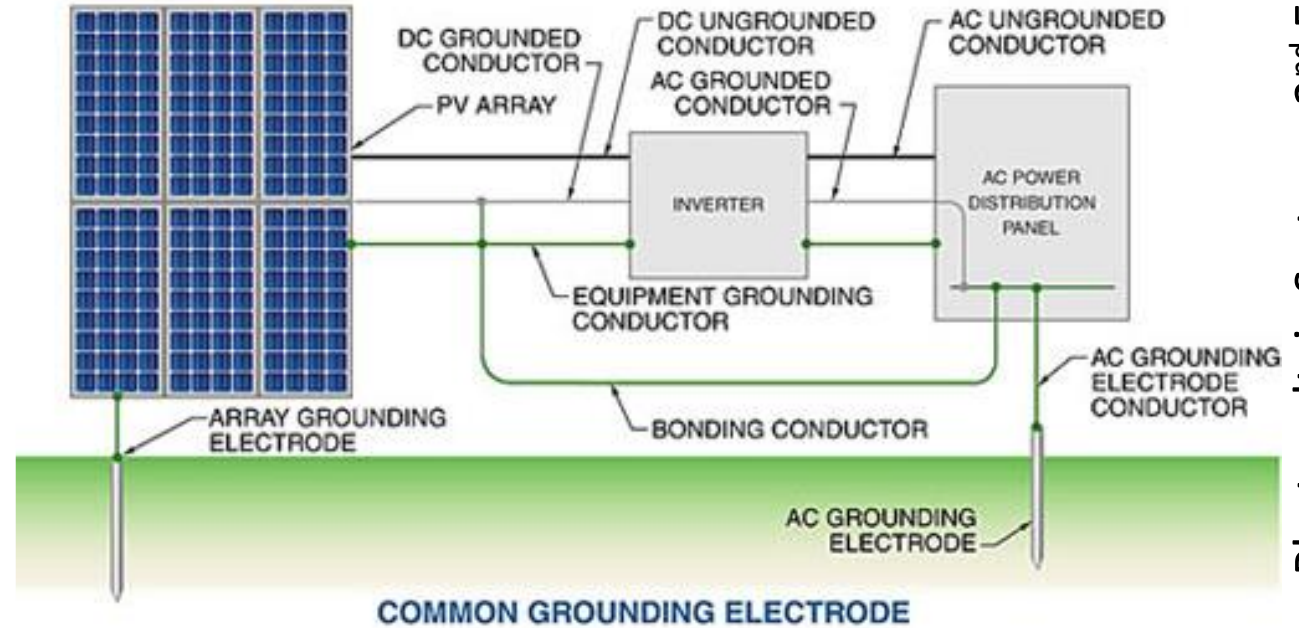 DC GROUNDED
CONDUCTOR
DC UNGROUNDED
CONDUCTOR
AC UNGROUNDED
CONDUCTOR
AC GROUNDED
CONDUCTOR
PV ARRAY
INVERTER
AC POWER
DISTRIBUTION
PANEL
EQUIPMENT GROUNDING
CONDUCTOR
AC GROUNDING
ELECTRODE
CONDUCTOR
ARRAY GROUNDING
ELECTRODE
BONDING CONDUCTOR
AC GROUNDING
ELECTRODE
COMMON GROUNDING ELECTRODE